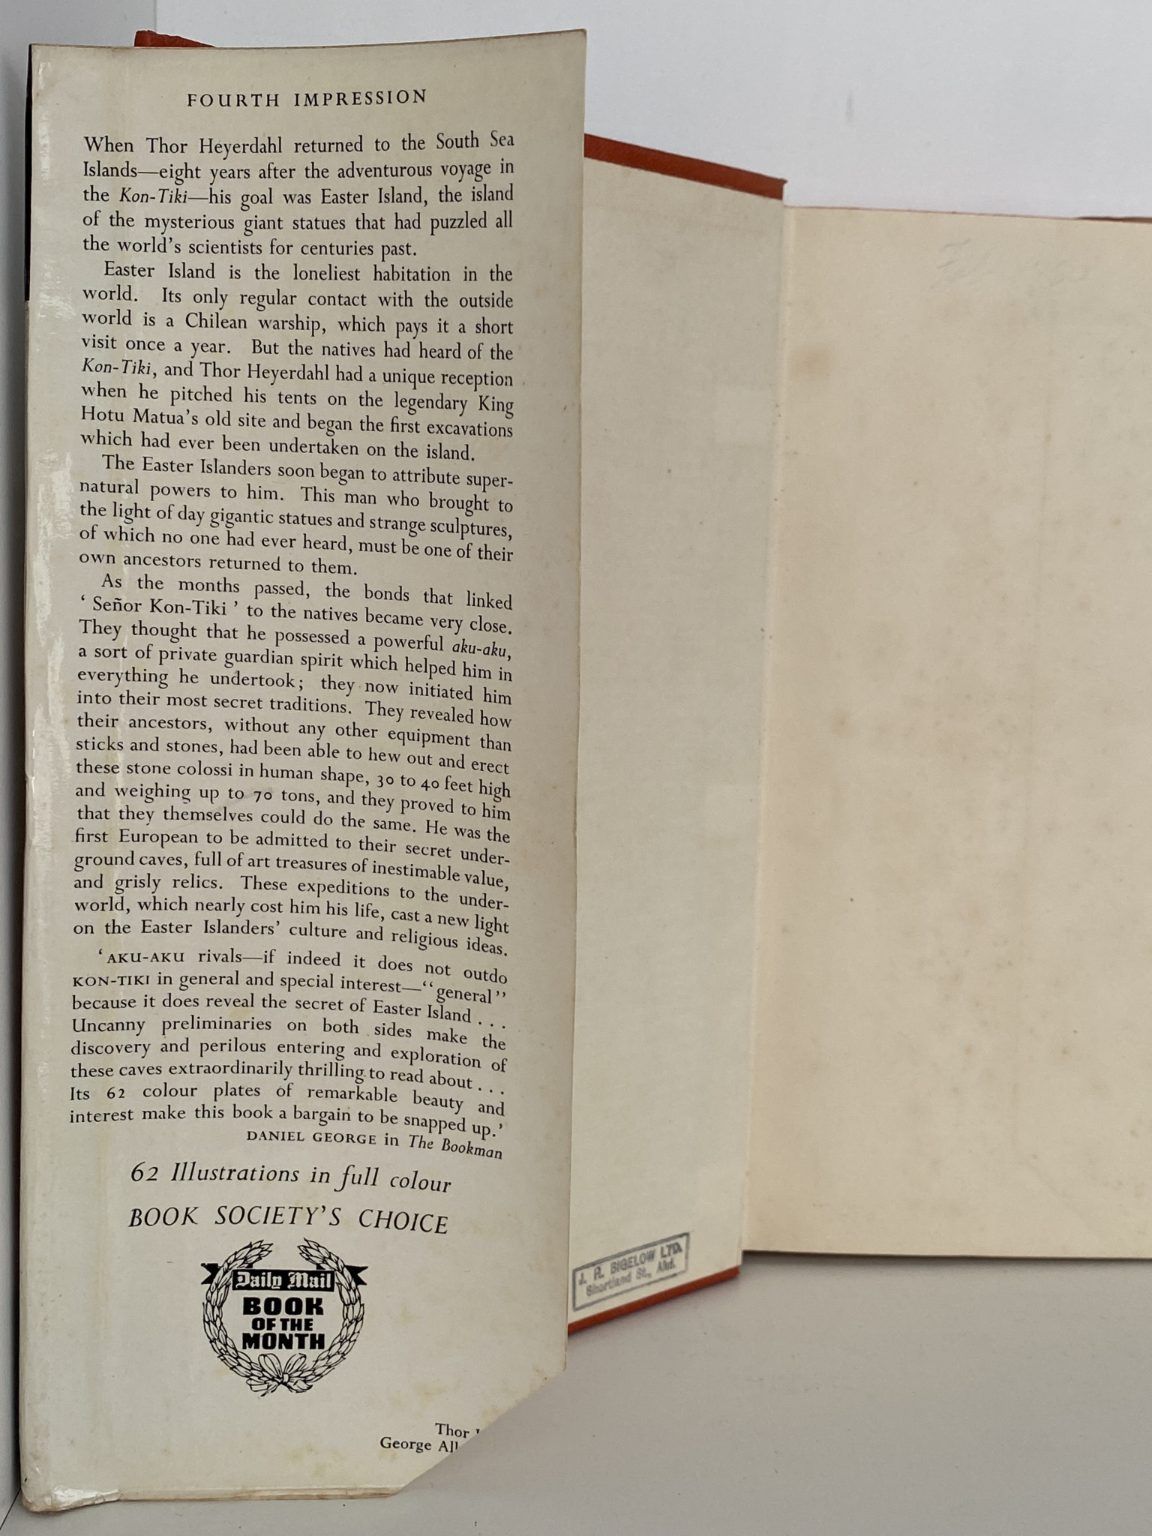 FOURTH IMPRESSION
When Thor Heyerdahl returned to the South Sea
Islands—eight years after the adventurous voyage in
the Kon-Tiki—his goal was Easter Island, the island
of the mysterious giant statues that had puzzled all
the world's scientists for centuries past.
Easter Island is the loneliest habitation in the
world. Its only regular contact with the outside
world is a Chilean warship, which pays it a short
visit once a year. But the natives had heard of the
Kon-Tiki, and Thor Heyerdahl had a unique reception
when he pitched his tents on the legendary King
Hotu Matua's old site and began the first excavations
which had ever been undertaken on the island.
The Easter Islanders soon began to attribute super-
natural powers to him. This man who brought to
the light of day gigantic statues and strange sculptures,
of which no one had ever heard, must be one of their
own ancestors returned to them.
As the months passed, the bonds that linked
' Señor Kon-Tiki ' to the natives became very close.
They thought that he possessed a powerful aku-aku,
a sort of private guardian spirit which helped him in
everything he undertook; they now initiated him
into their most secret traditions. They revealed how
their ancestors, without any other equipment than
sticks and stones, had been able to hew out and erect
these stone colossi in human shape, 30 to 40 feet high
and weighing up to 70 tons, and they proved to him
that they themselves could do the same. He was the
first European to be admitted to their secret under-
ground caves, full of art treasures of inestimable value,
and grisly relics. These expeditions to the under-
world, which nearly cost him his life, cast a new light
on the Easter Islanders' culture and religious ideas.
'AKU-AKU rivals—if indeed it does not outdo
KON-TIKI in general and special interest—"general"
because it does reveal the secret of Easter Island . . .
Uncanny preliminaries on both sides make the
discovery and perilous entering and exploration of
these caves extraordinarily thrilling to read about . . .
Its 62 colour plates of remarkable beauty and
interest make this book a bargain to be snapped up.'
DANIEL GEORGE in The Bookman
62 Illustrations in full colour
BOOK SOCIETY'S CHOICE
Daily Mail
BOOK
OF THE
MONTH
Thor
George All
J. R. BIGELOW LTD.
Shortland St., Akd.